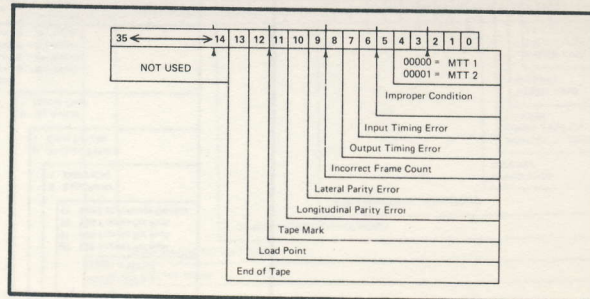 35 14 13 12 11 10 9 8 7 6 5 4 3 2 1 0
NOT USED
00000 = MTT 1
00001 = MTT 2
Improper Condition
Input Timing Error
Output Timing Error
Incorrect Frame Count
Lateral Parity Error
Longitudinal Parity Error
Tape Mark
Load Point
End of Tape